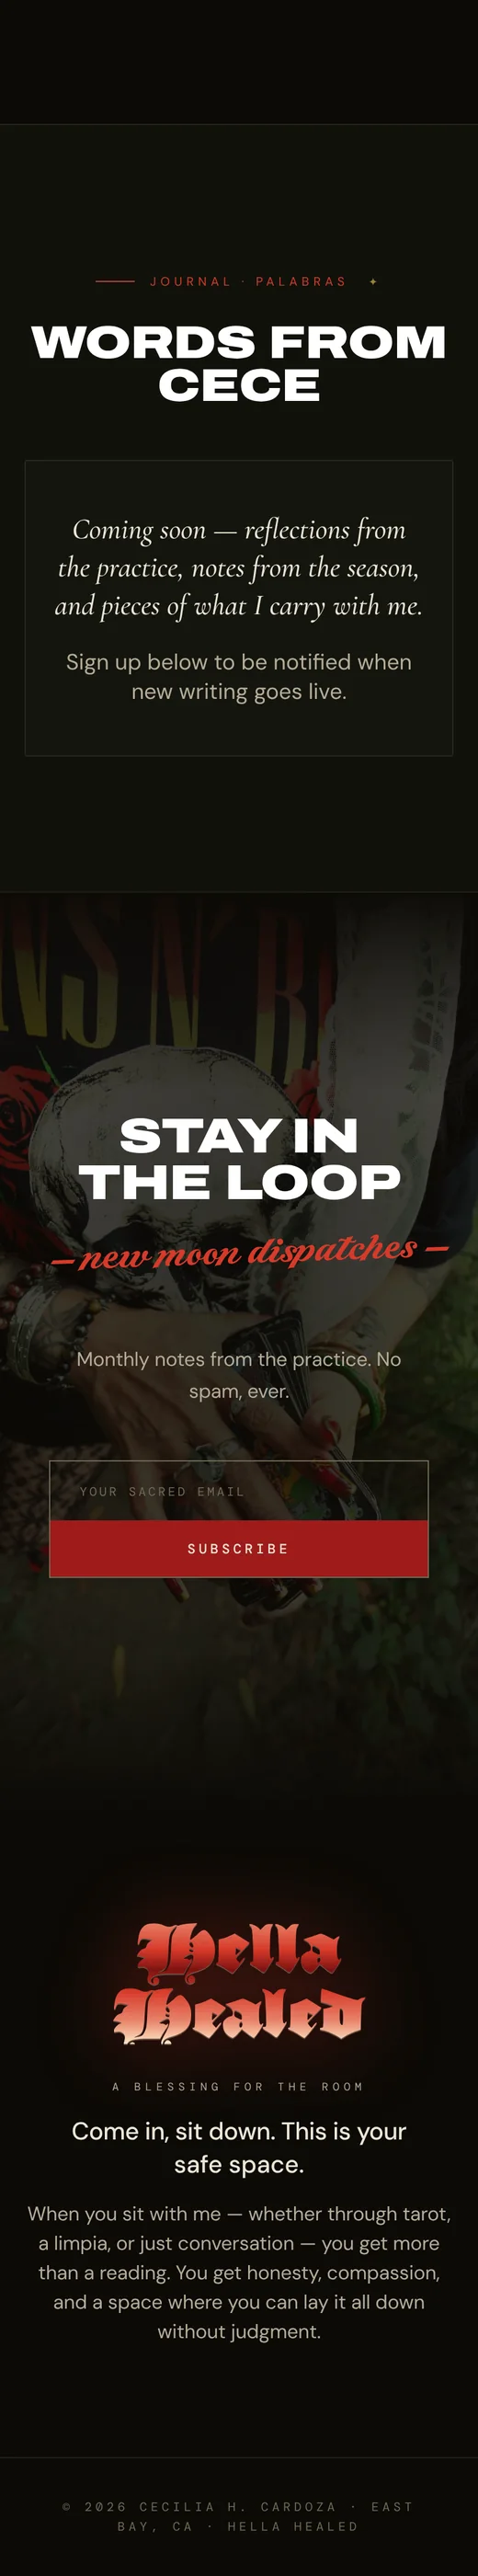 JOURNAL · PALABRAS ✦
WORDS FROM
CECE
Coming soon — reflections from
the practice, notes from the season,
and pieces of what I carry with me.
Sign up below to be notified when
new writing goes live.
NS N' R
STAY IN
THE LOOP
— new moon dispatches —
Monthly notes from the practice. No
spam, ever.
YOUR SACRED EMAIL
SUBSCRIBE
Hella
Healed
A BLESSING FOR THE ROOM
Come in, sit down. This is your
safe space.
When you sit with me — whether through tarot,
a limpia, or just conversation — you get more
than a reading. You get honesty, compassion,
and a space where you can lay it all down
without judgment.
© 2026 CECILIA H. CARDOZA · EAST
BAY, CA · HELLA HEALED